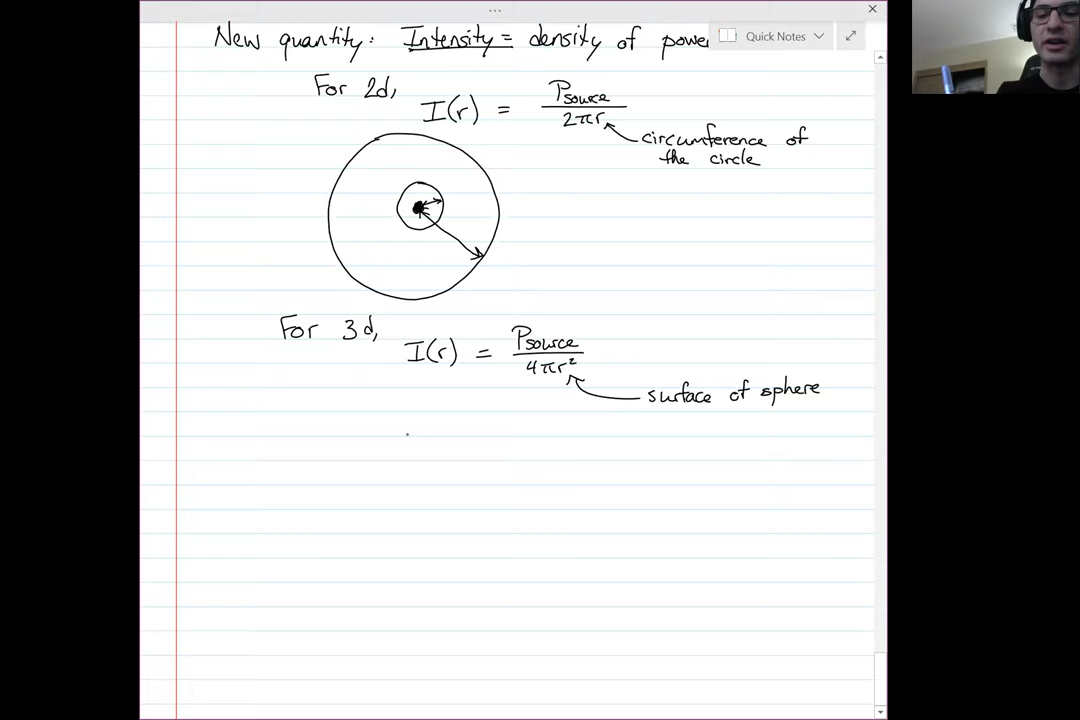 New quantity: Intensity = density of power
Quick Notes
For 2d,
I(r) = Psource / 2πr
circumference of
the circle
For 3d,
I(r) = Psource / 4πr²
surface of sphere